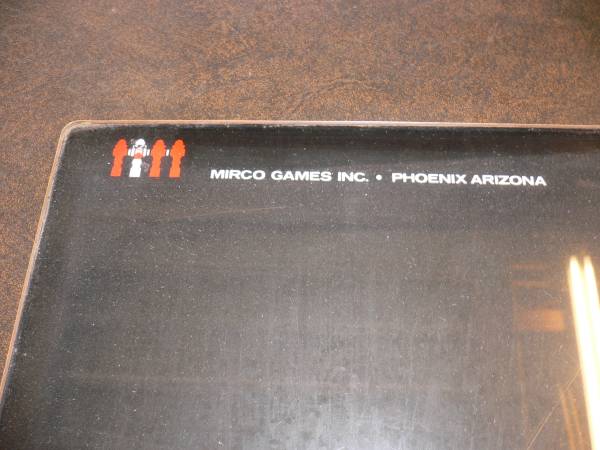 MIRCO GAMES INC. • PHOENIX ARIZONA